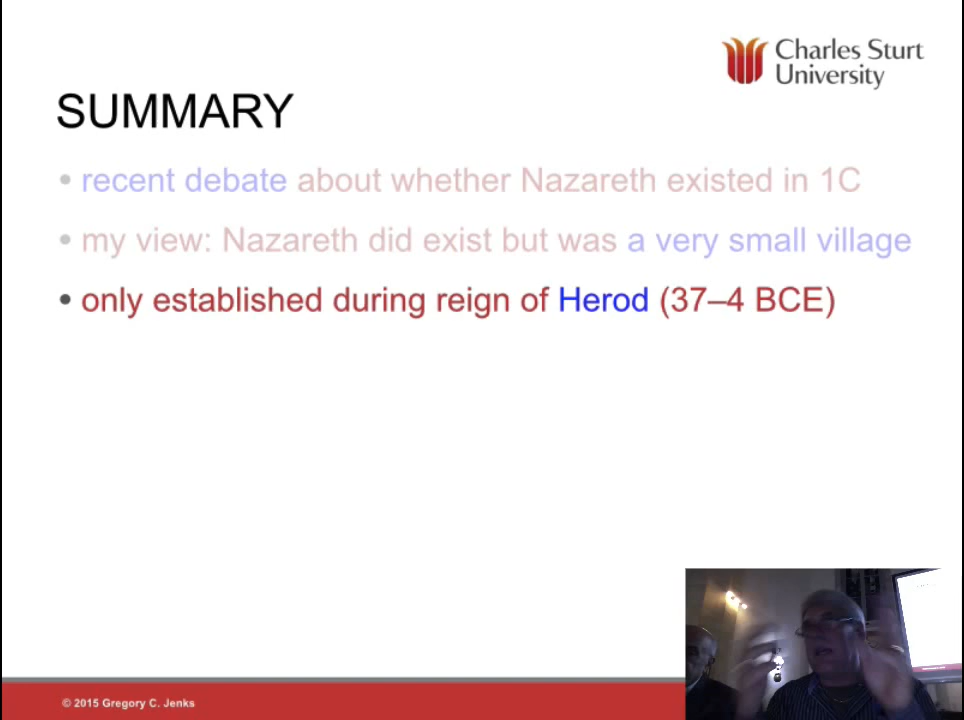 Charles Sturt
University
SUMMARY
• recent debate about whether Nazareth existed in 1C
• my view: Nazareth did exist but was a very small village
• only established during reign of Herod (37–4 BCE)
© 2015 Gregory C. Jenks